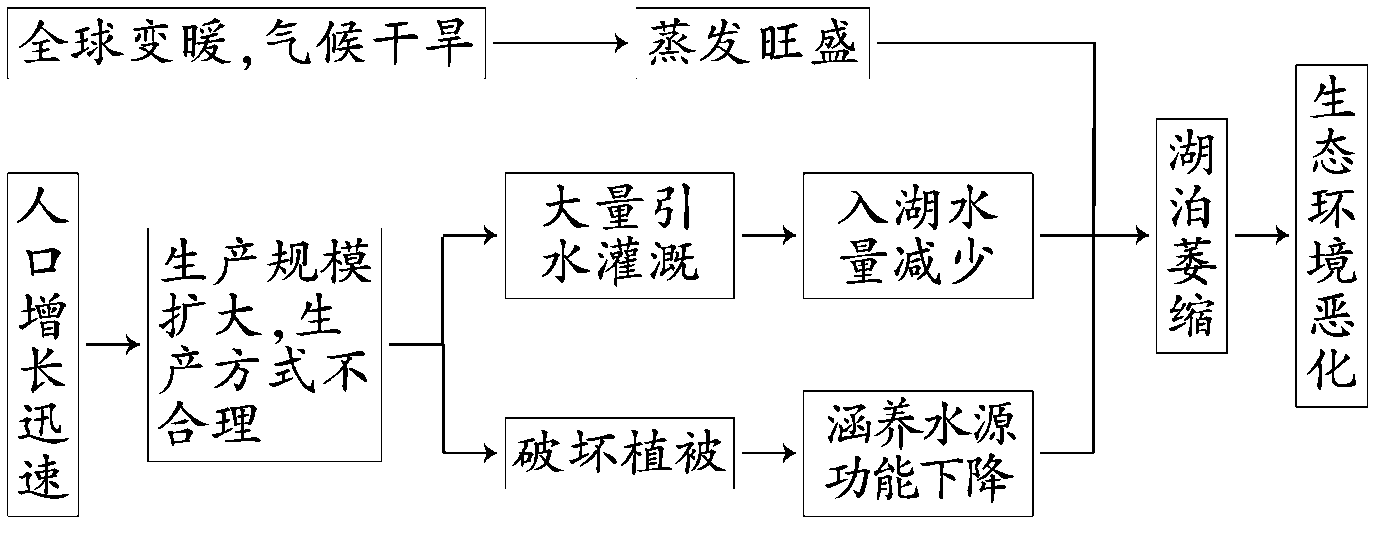 全球变暖,气候干旱
蒸发旺盛
人口增长迅速
生产规模
扩大,生
产方式不
合理
大量引
水灌溉
入湖水
量减少
破坏植被
涵养水源
功能下降
湖泊萎缩
生态环境恶化